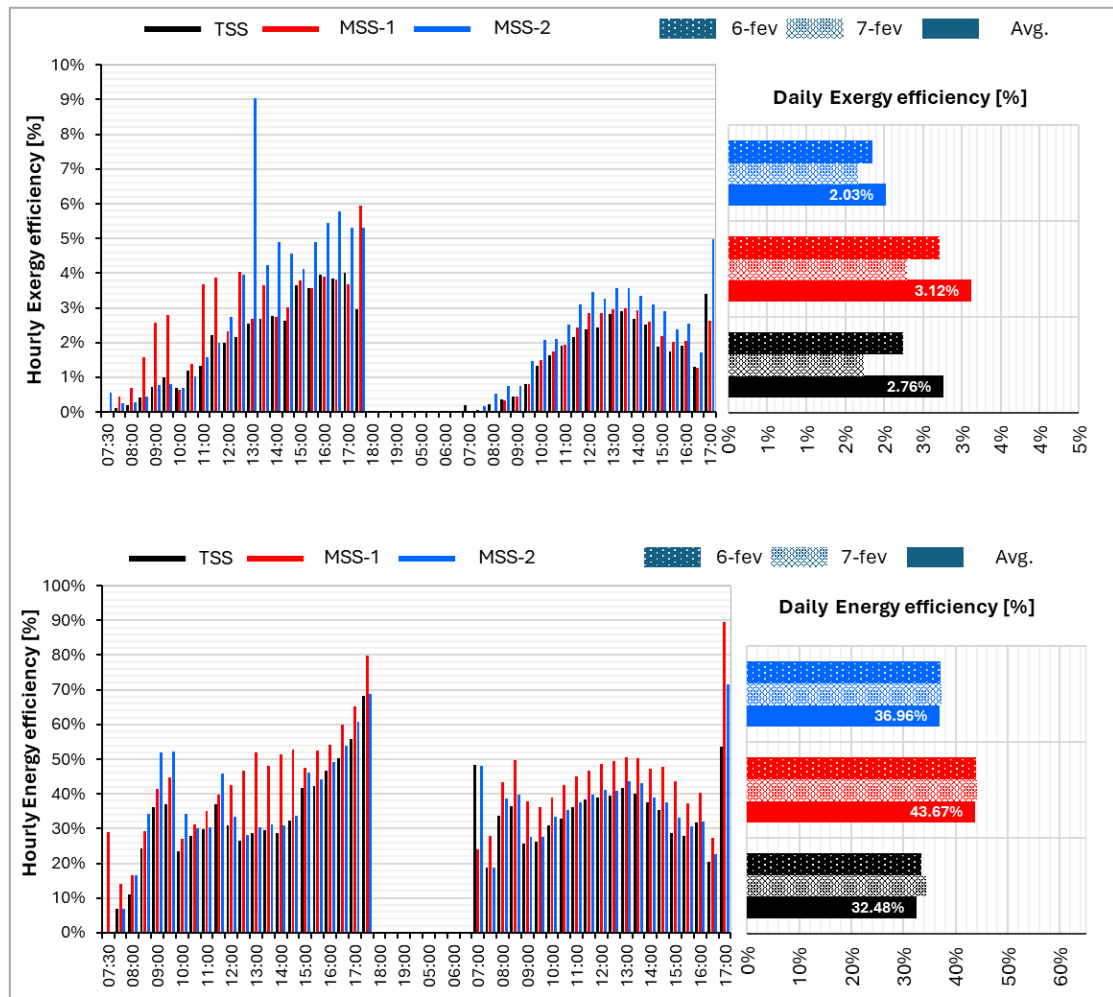 TSS MSS-1 MSS-2 6-fev 7-fev Avg.
Hourly Exergy efficiency [%]
10%
9%
8%
7%
6%
5%
4%
3%
2%
1%
0%
07:30 08:00 09:00 10:00 11:00 12:00 13:00 14:00 15:00 16:00 17:00 18:00 19:00 05:00 06:00 07:00 08:00 09:00 10:00 11:00 12:00 13:00 14:00 15:00 16:00 17:00
Daily Exergy efficiency [%]
2.03%
3.12%
2.76%
0% 1% 1% 2% 2% 3% 3% 4% 4% 5%
TSS MSS-1 MSS-2 6-fev 7-fev Avg.
Hourly Energy efficiency [%]
100%
90%
80%
70%
60%
50%
40%
30%
20%
10%
0%
07:30 08:00 09:00 10:00 11:00 12:00 13:00 14:00 15:00 16:00 17:00 18:00 19:00 05:00 06:00 07:00 08:00 09:00 10:00 11:00 12:00 13:00 14:00 15:00 16:00 17:00
Daily Energy efficiency [%]
36.96%
43.67%
32.48%
0% 10% 20% 30% 40% 50% 60%